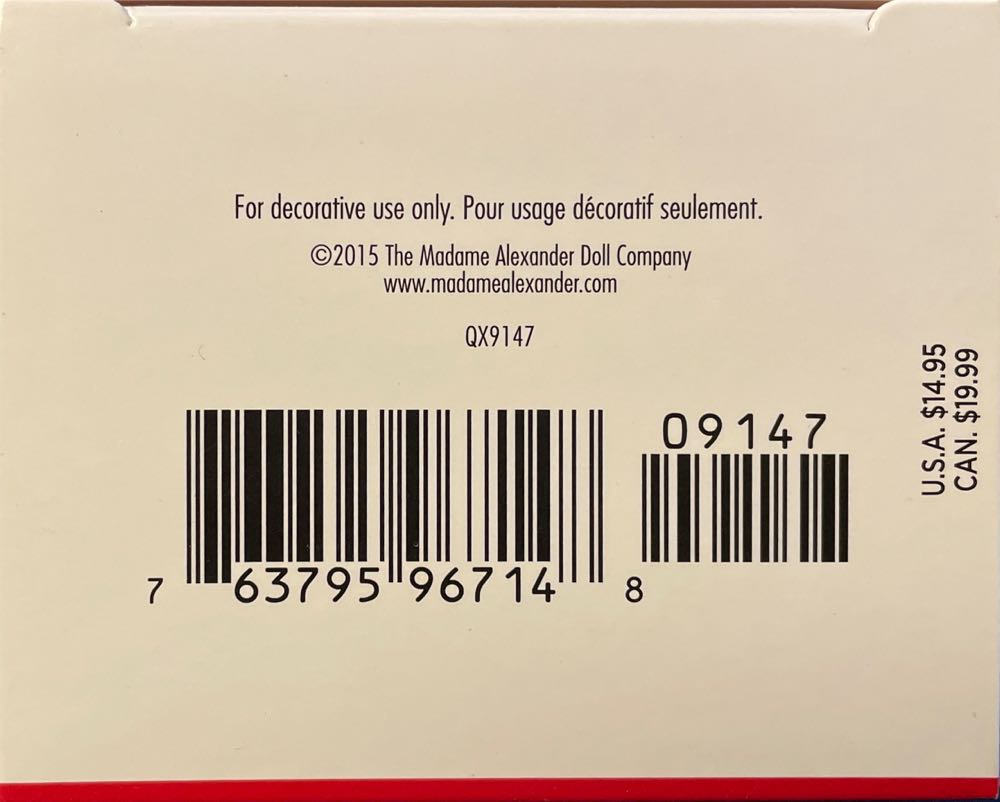 For decorative use only. Pour usage décoratif seulement.
©2015 The Madame Alexander Doll Company
www.madamealexander.com
QX9147
U.S.A. $14.95
CAN. $19.99
09147
7 63795 96714 8